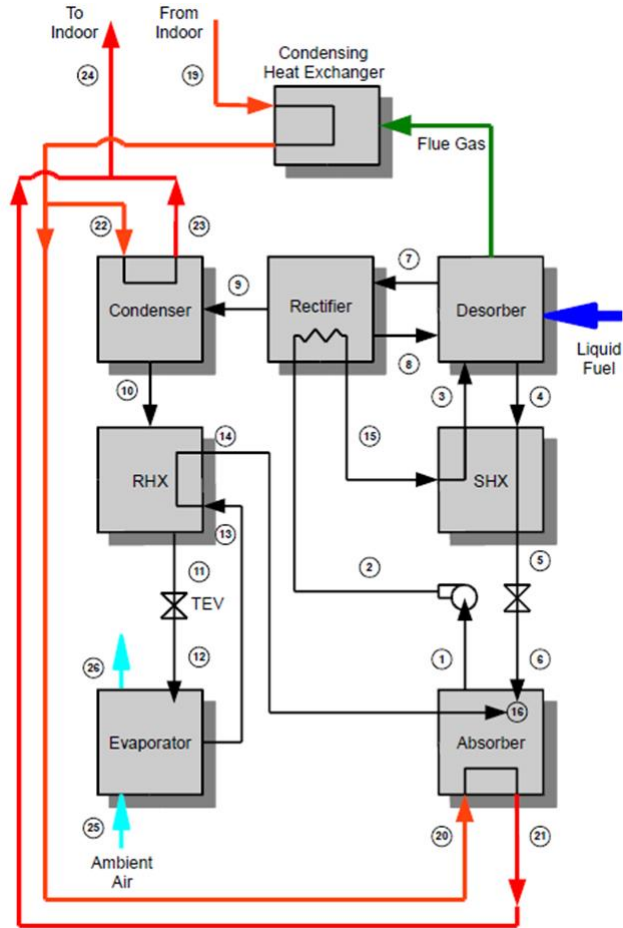 To
Indoor
From
Indoor
24
19
Condensing
Heat Exchanger
Flue Gas
22
23
9
7
Condenser
Rectifier
Desorber
8
Liquid
Fuel
10
3
4
14
15
RHX
SHX
13
11
2
5
TEV
12
1
6
26
16
Evaporator
Absorber
25
20
21
Ambient
Air